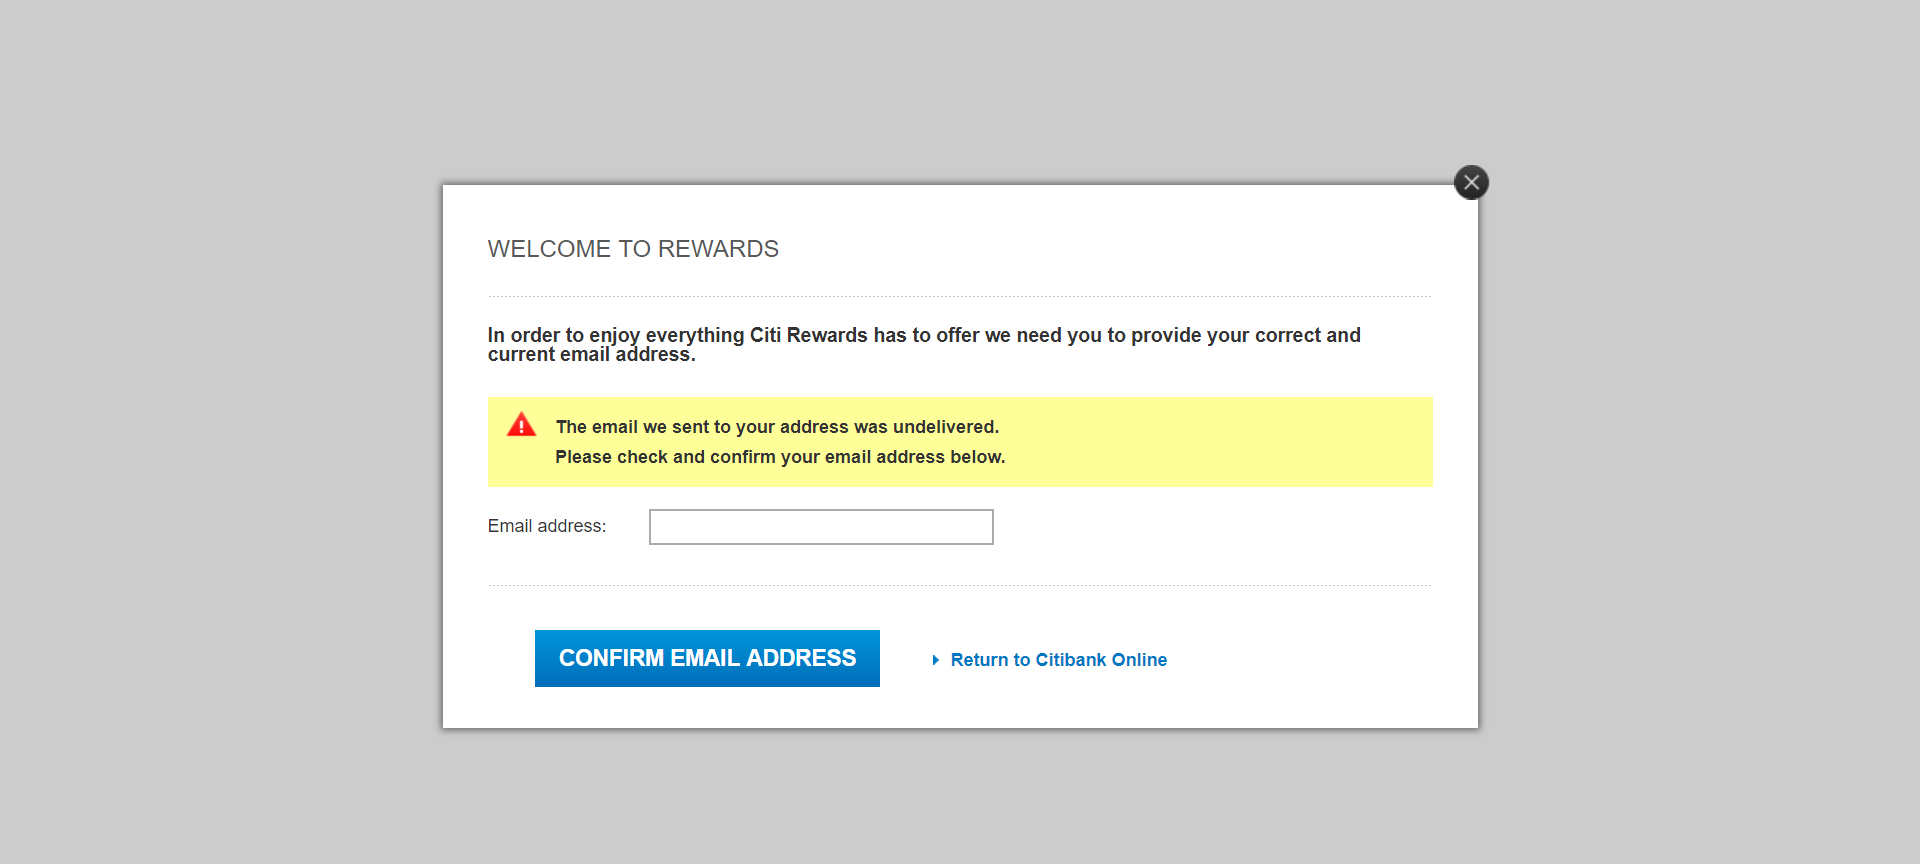 WELCOME TO REWARDS
In order to enjoy everything Citi Rewards has to offer we need you to provide your correct and
current email address.
The email we sent to your address was undelivered.
Please check and confirm your email address below.
Email address:
CONFIRM EMAIL ADDRESS
Return to Citibank Online